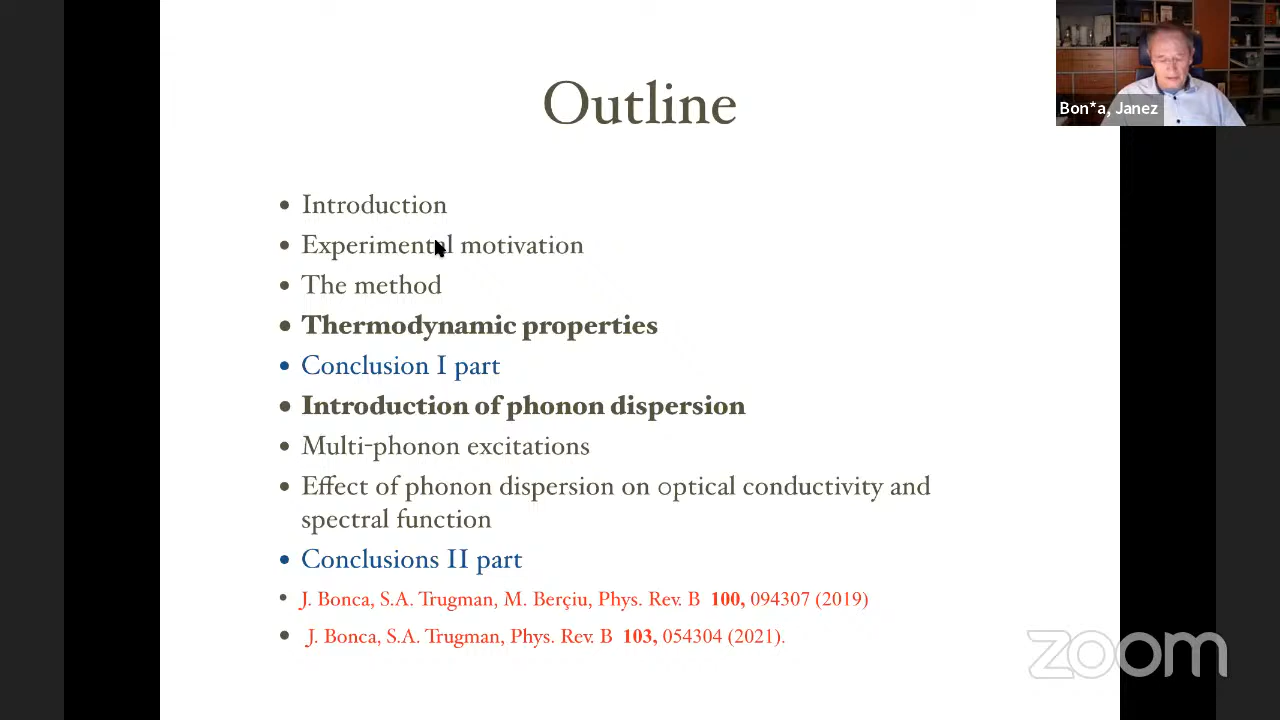 Outline
Bon*a, Janez
• Introduction
• Experimental motivation
• The method
• Thermodynamic properties
• Conclusion I part
• Introduction of phonon dispersion
• Multi-phonon excitations
• Effect of phonon dispersion on optical conductivity and
spectral function
• Conclusions II part
• J. Bonca, S.A. Trugman, M. Berçiu, Phys. Rev. B 100, 094307 (2019)
• J. Bonca, S.A. Trugman, Phys. Rev. B 103, 054304 (2021).
zoom